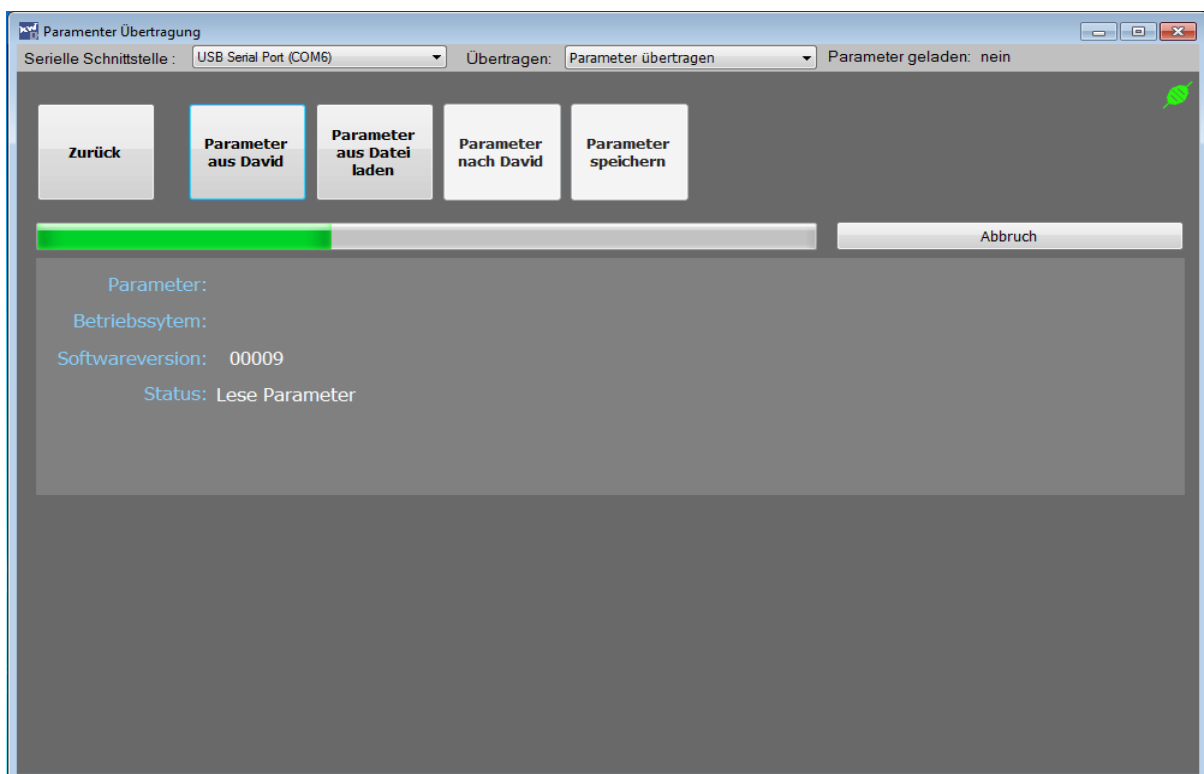 Paramenter Übertragung
Serielle Schnittstelle : USB Serial Port (COM6) Übertragen: Parameter übertragen Parameter geladen: nein
Zurück
Parameter
aus David
Parameter
aus Datei
laden
Parameter
nach David
Parameter
speichern
Abbruch
Parameter:
Betriebssytem:
Softwareversion: 00009
Status: Lese Parameter